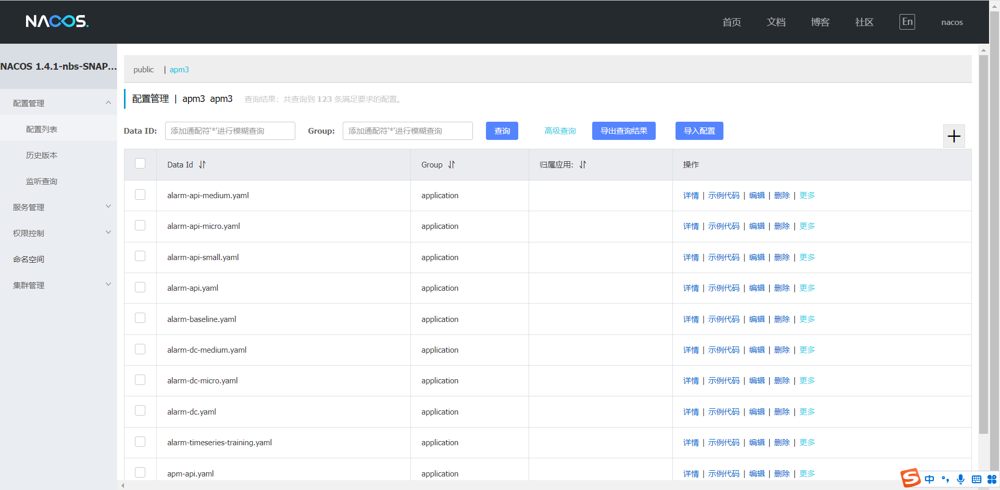 NACOS.
首页 文档 博客 社区 En nacos
NACOS 1.4.1-nbs-SNAP...
配置管理
配置列表
历史版本
监听查询
服务管理
权限控制
命名空间
集群管理
public | apm3
配置管理 | apm3 apm3 查询结果：共查询到 123 条满足要求的配置。
Data ID: 添加通配符'*'进行模糊查询 Group: 添加通配符'*'进行模糊查询 查询 高级查询 导出查询结果 导入配置
Data Id Group 归属应用: 操作
alarm-api-medium.yaml application 详情 | 示例代码 | 编辑 | 删除 | 更多
alarm-api-micro.yaml application 详情 | 示例代码 | 编辑 | 删除 | 更多
alarm-api-small.yaml application 详情 | 示例代码 | 编辑 | 删除 | 更多
alarm-api.yaml application 详情 | 示例代码 | 编辑 | 删除 | 更多
alarm-baseline.yaml application 详情 | 示例代码 | 编辑 | 删除 | 更多
alarm-dc-medium.yaml application 详情 | 示例代码 | 编辑 | 删除 | 更多
alarm-dc-micro.yaml application 详情 | 示例代码 | 编辑 | 删除 | 更多
alarm-dc.yaml application 详情 | 示例代码 | 编辑 | 删除 | 更多
alarm-timeseries-training.yaml application 详情 | 示例代码 | 编辑 | 删除 | 更多
apm-api.yaml application 详情 | 示例代码 | 编辑 | 删除 | 更多
S 中